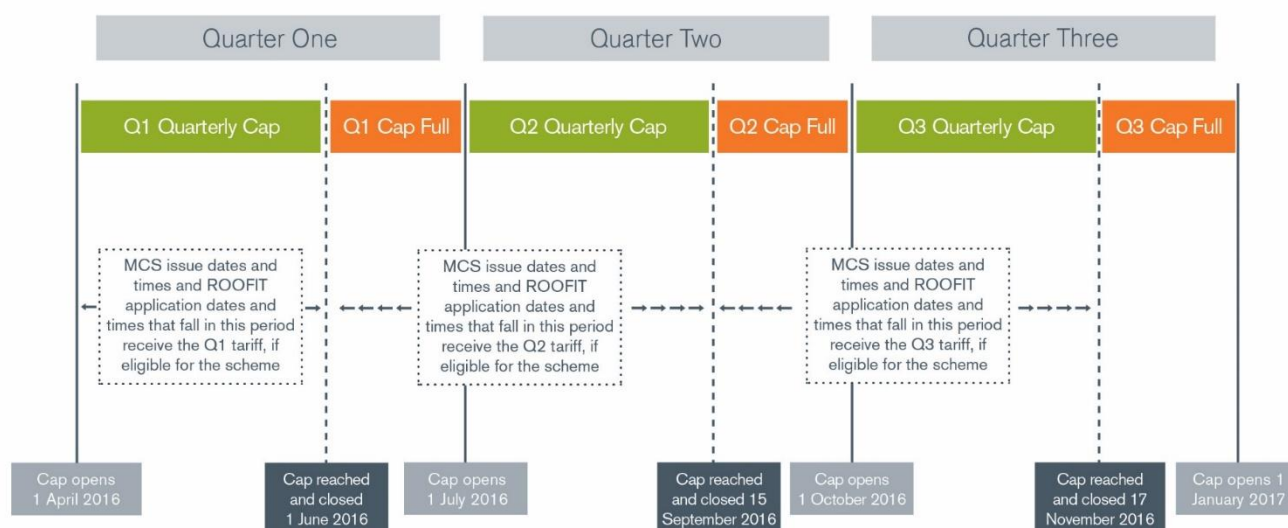 Quarter One
Quarter Two
Quarter Three
Q1 Quarterly Cap
Q1 Cap Full
Q2 Quarterly Cap
Q2 Cap Full
Q3 Quarterly Cap
Q3 Cap Full
MCS issue dates and
times and ROOFIT
application dates and
times that fall in this period
receive the Q1 tariff, if
eligible for the scheme
MCS issue dates and
times and ROOFIT
application dates and
times that fall in this period
receive the Q2 tariff, if
eligible for the scheme
MCS issue dates and
times and ROOFIT
application dates and
times that fall in this period
receive the Q3 tariff, if
eligible for the scheme
Cap opens
1 April 2016
Cap reached
and closed
1 June 2016
Cap opens
1 July 2016
Cap reached
and closed 15
September 2016
Cap opens
1 October 2016
Cap reached
and closed 17
November 2016
Cap opens 1
January 2017